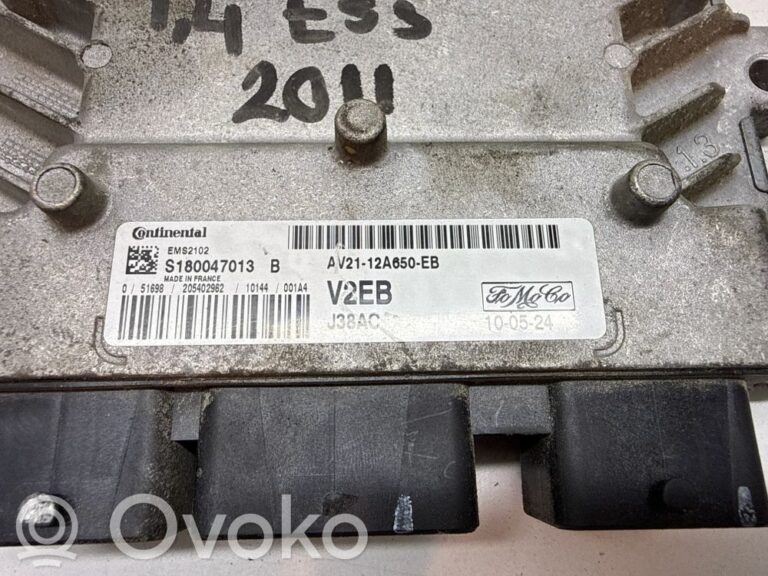 1,4 ESS
2011
1.3
Continental
EMS2102
S180047013 B
MADE IN FRANCE
0 / 51698 / 205402962 / 10144 / 001A4
AV21-12A650-EB
V2EB
J38AC
FoMoCo
10-05-24
Ovoko